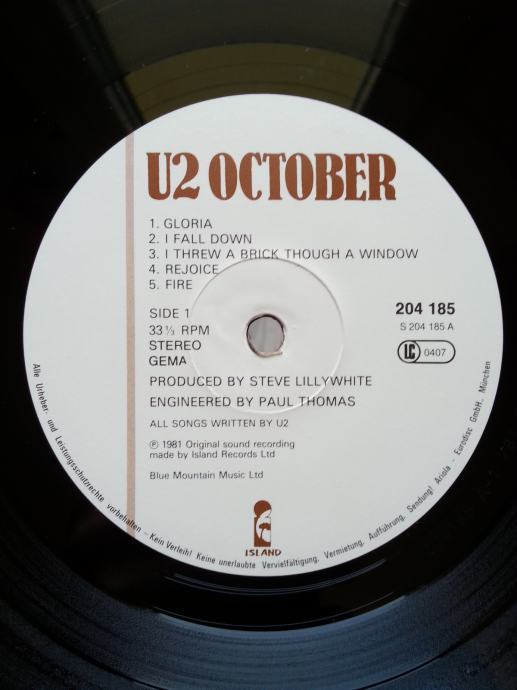 U2 OCTOBER
1. GLORIA
2. I FALL DOWN
3. I THREW A BRICK THOUGH A WINDOW
4. REJOICE
5. FIRE
SIDE 1
33⅓ RPM
STEREO
GEMA
204 185
S 204 185 A
LC 0407
PRODUCED BY STEVE LILLYWHITE
ENGINEERED BY PAUL THOMAS
ALL SONGS WRITTEN BY U2
℗ 1981 Original sound recording
made by Island Records Ltd
Blue Mountain Music Ltd
ISLAND
Alle Urheber- und Leistungsschutzrechte vorbehalten – Kein Verleih! Keine unerlaubte Vervielfältigung, Vermietung, Aufführung, Sendung! Ariola - Eurodisc GmbH., München